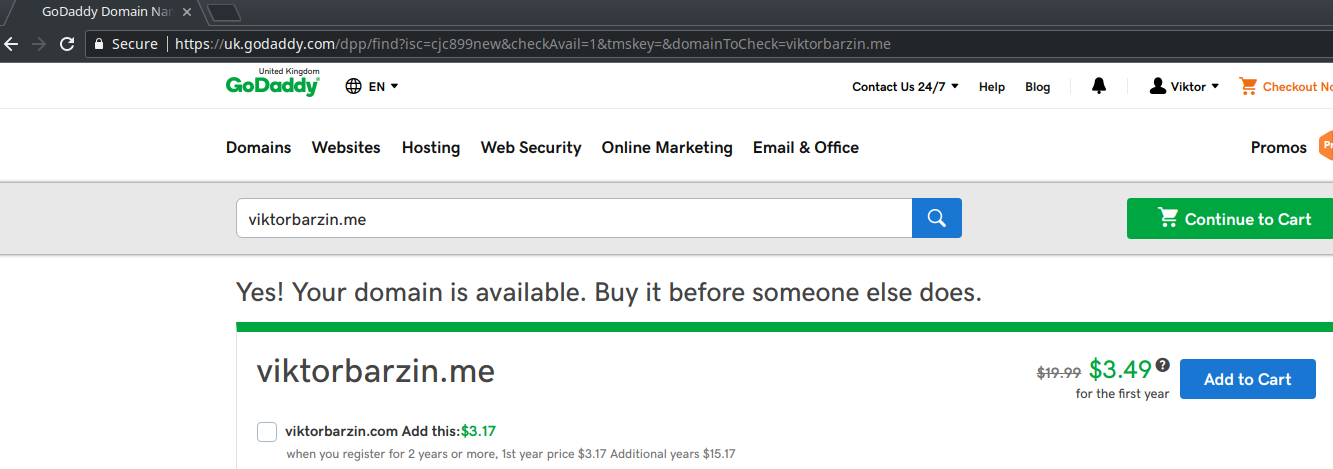 GoDaddy Domain Nan
Secure https://uk.godaddy.com/dpp/find?isc=cjc899new&checkAvail=1&tmskey=&domainToCheck=viktorbarzin.me
United Kingdom
GoDaddy EN Contact Us 24/7 Help Blog Viktor Checkout No
Domains Websites Hosting Web Security Online Marketing Email & Office Promos Pr
viktorbarzin.me Continue to Cart
Yes! Your domain is available. Buy it before someone else does.
viktorbarzin.me $19.99 $3.49 ? Add to Cart
for the first year
viktorbarzin.com Add this:$3.17
when you register for 2 years or more, 1st year price $3.17 Additional years $15.17